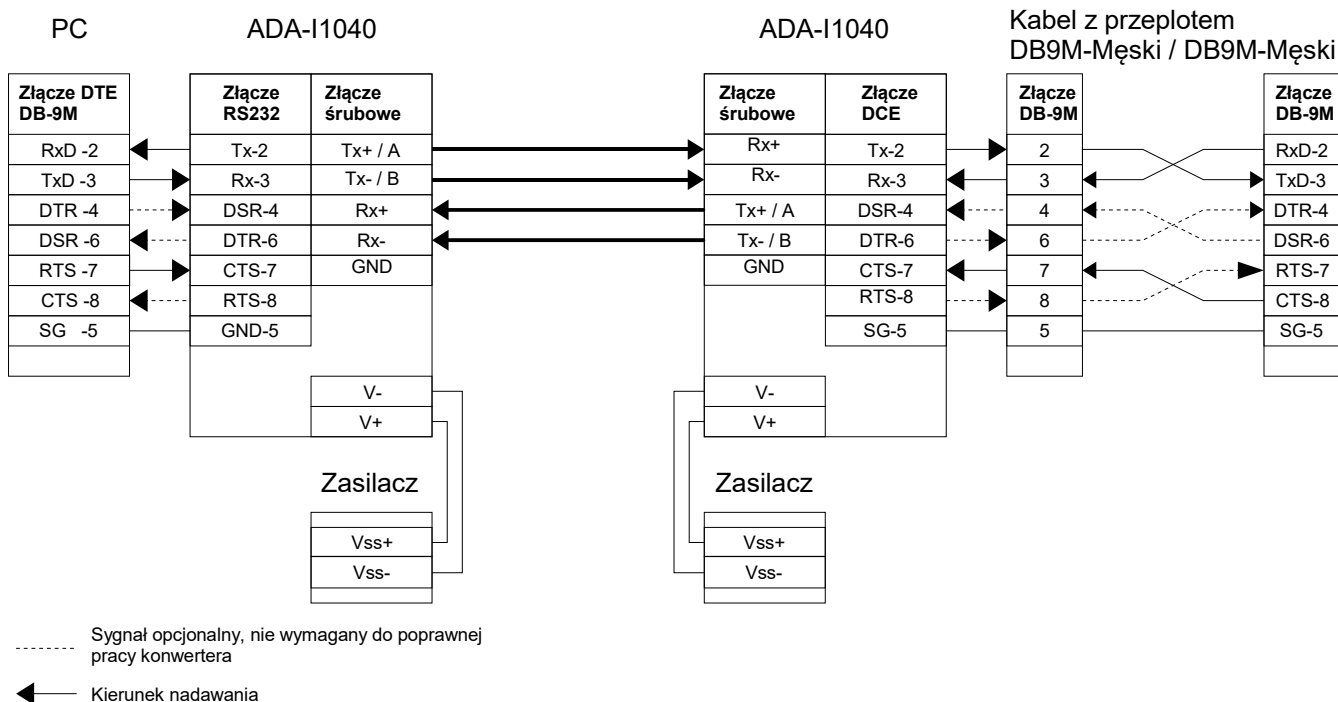 PC
ADA-I1040
ADA-I1040
Kabel z przeplotem
DB9M-Męski / DB9M-Męski
Złącze DTE
DB-9M
RxD -2
TxD -3
DTR -4
DSR -6
RTS -7
CTS -8
SG -5
Złącze
RS232
Tx-2
Rx-3
DSR-4
DTR-6
CTS-7
RTS-8
GND-5
Złącze
śrubowe
Tx+ / A
Tx- / B
Rx+
Rx-
GND
V-
V+
Zasilacz
Vss+
Vss-
Złącze
śrubowe
Rx+
Rx-
Tx+ / A
Tx- / B
GND
V-
V+
Zasilacz
Vss+
Vss-
Złącze
DCE
Tx-2
Rx-3
DSR-4
DTR-6
CTS-7
RTS-8
SG-5
Złącze
DB-9M
2
3
4
6
7
8
5
Złącze
DB-9M
RxD-2
TxD-3
DTR-4
DSR-6
RTS-7
CTS-8
SG-5
Sygnał opcjonalny, nie wymagany do poprawnej
pracy konwertera
Kierunek nadawania